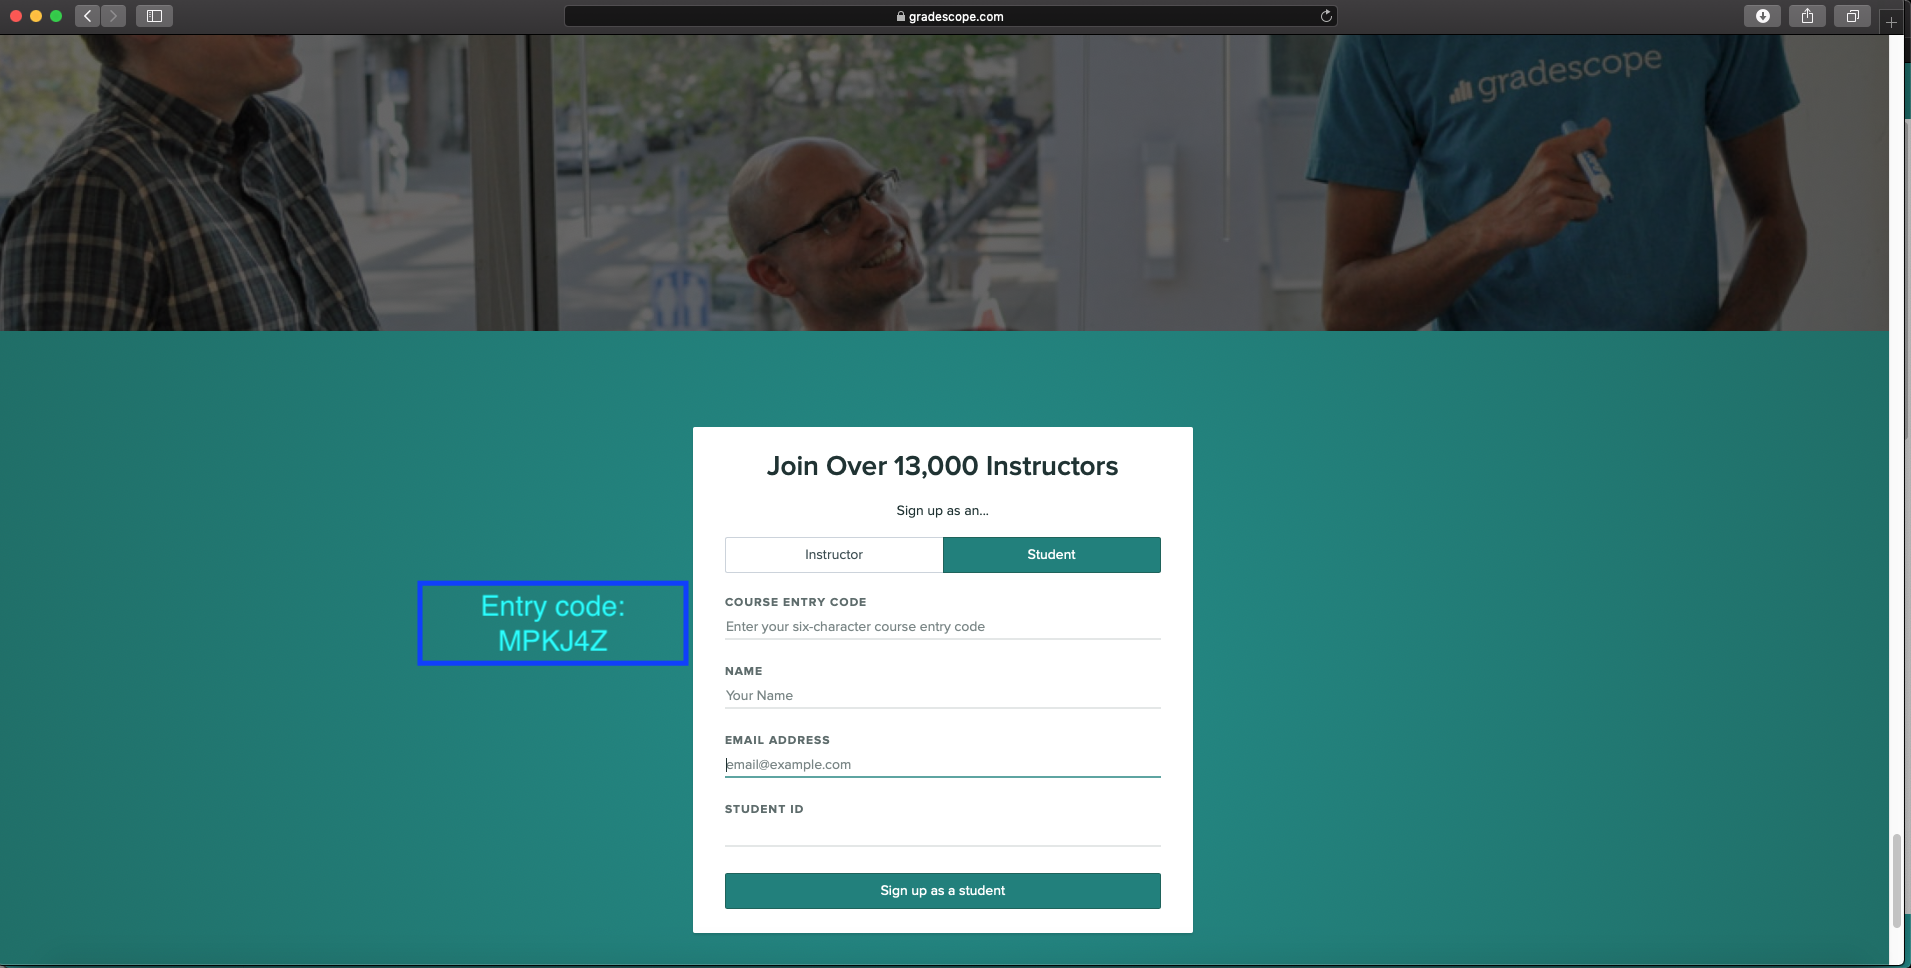 gradescope.com
gradescope
Join Over 13,000 Instructors
Sign up as an...
Instructor
Student
Entry code:
MPKJ4Z
COURSE ENTRY CODE
Enter your six-character course entry code
NAME
Your Name
EMAIL ADDRESS
email@example.com
STUDENT ID
Sign up as a student